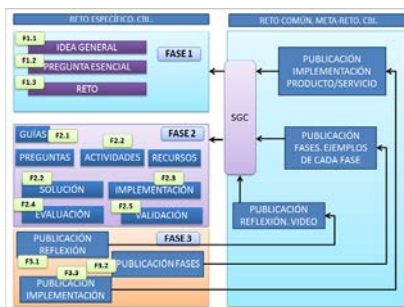 RETO ESPECÍFICO. CBL.
F1.1
IDEA GENERAL
FASE 1
F1.2
PREGUNTA ESENCIAL
F1.3
RETO
GUÍAS
F2.1
F2.2
FASE 2
PREGUNTAS
ACTIVIDADES
RECURSOS
F2.2
F2.3
SOLUCIÓN
IMPLEMENTACIÓN
F2.4
EVALUACIÓN
F2.5
VALIDACIÓN
PUBLICACIÓN
REFLEXIÓN
FASE 3
F3.1
F3.2
PUBLICACIÓN FASES
F3.3
PUBLICACIÓN
IMPLEMENTACIÓN
RETO COMÚN. META-RETO. CBI.
SGC
PUBLICACIÓN
IMPLEMENTACIÓN
PRODUCTO/SERVICIO
PUBLICACIÓN
FASES. EJEMPLOS
DE CADA FASE
PUBLICACIÓN
REFLEXIÓN. VIDEO